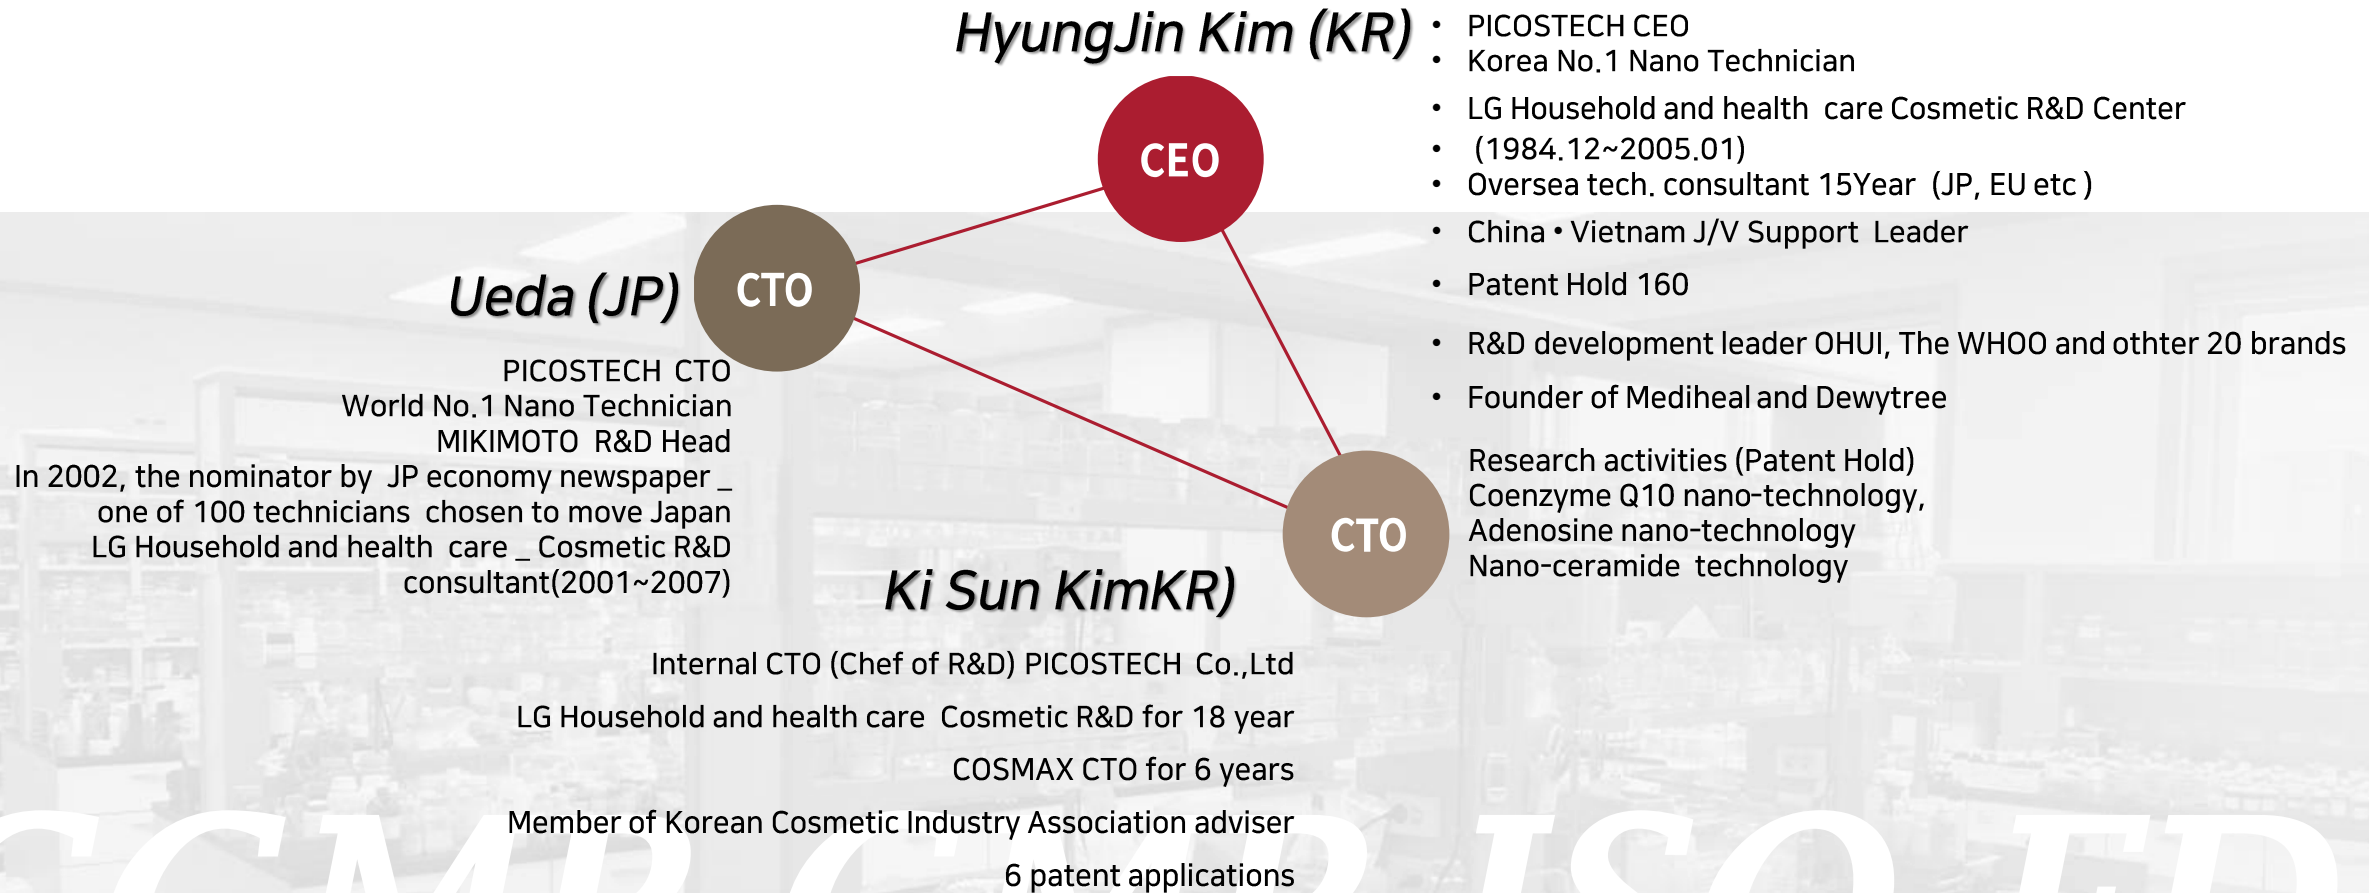 HyungJin Kim (KR)
CEO
• PICOSTECH CEO
• Korea No.1 Nano Technician
• LG Household and health care Cosmetic R&D Center
• (1984.12~2005.01)
• Oversea tech. consultant 15Year (JP, EU etc )
• China • Vietnam J/V Support Leader
• Patent Hold 160
• R&D development leader OHUI, The WHOO and othter 20 brands
• Founder of Mediheal and Dewytree
Research activities (Patent Hold)
Coenzyme Q10 nano-technology,
Adenosine nano-technology
Nano-ceramide technology
Ueda (JP)
CTO
PICOSTECH CTO
World No.1 Nano Technician
MIKIMOTO R&D Head
In 2002, the nominator by JP economy newspaper _
one of 100 technicians chosen to move Japan
LG Household and health care _ Cosmetic R&D
consultant(2001~2007)
CTO
Ki Sun KimKR)
Internal CTO (Chef of R&D) PICOSTECH Co.,Ltd
LG Household and health care Cosmetic R&D for 18 year
COSMAX CTO for 6 years
Member of Korean Cosmetic Industry Association adviser
6 patent applications